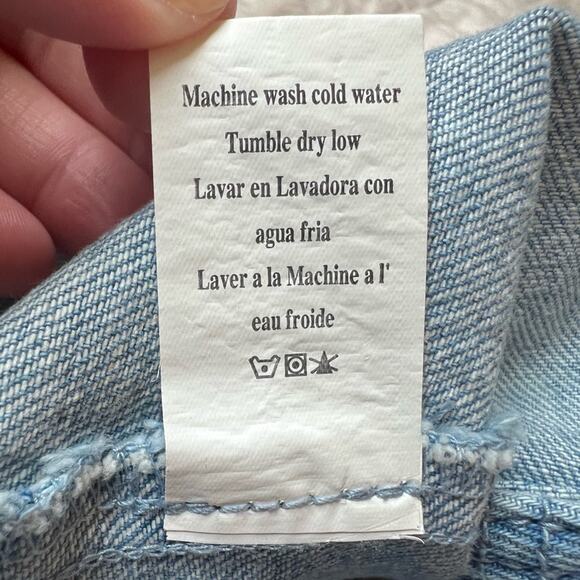 Machine wash cold water
Tumble dry low
Lavar en Lavadora con
agua fria
Laver a la Machine a l'
eau froide